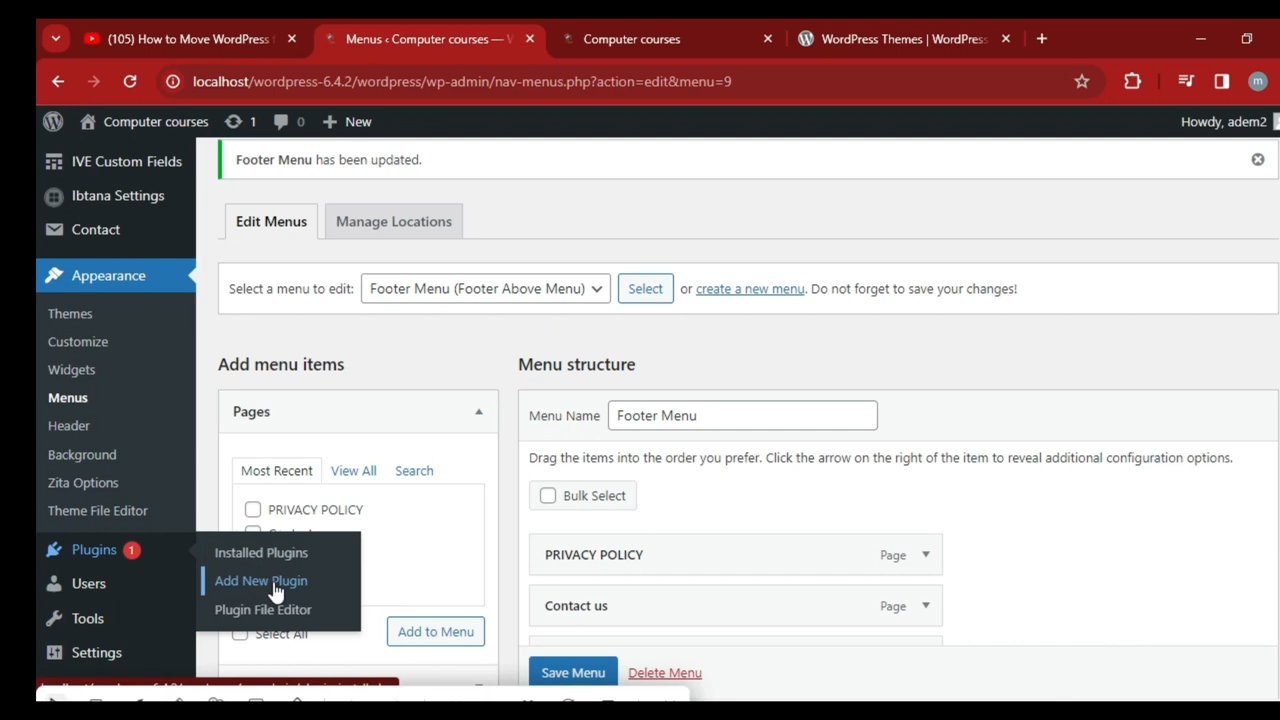 (105) How to Move WordPress
Menus ‹ Computer courses —
Computer courses
WordPress Themes | WordPress
localhost/wordpress-6.4.2/wordpress/wp-admin/nav-menus.php?action=edit&menu=9
m
Computer courses
1
0
New
Howdy, adem2
IVE Custom Fields
Ibtana Settings
Contact
Appearance
Themes
Customize
Widgets
Menus
Header
Background
Zita Options
Theme File Editor
Plugins 1
Users
Tools
Settings
Installed Plugins
Add New Plugin
Plugin File Editor
Footer Menu has been updated.
Edit Menus
Manage Locations
Select a menu to edit:
Footer Menu (Footer Above Menu)
Select
or create a new menu. Do not forget to save your changes!
Add menu items
Pages
Most Recent
View All
Search
PRIVACY POLICY
Select All
Add to Menu
Menu structure
Menu Name
Footer Menu
Drag the items into the order you prefer. Click the arrow on the right of the item to reveal additional configuration options.
Bulk Select
PRIVACY POLICY
Page
Contact us
Page
Save Menu
Delete Menu